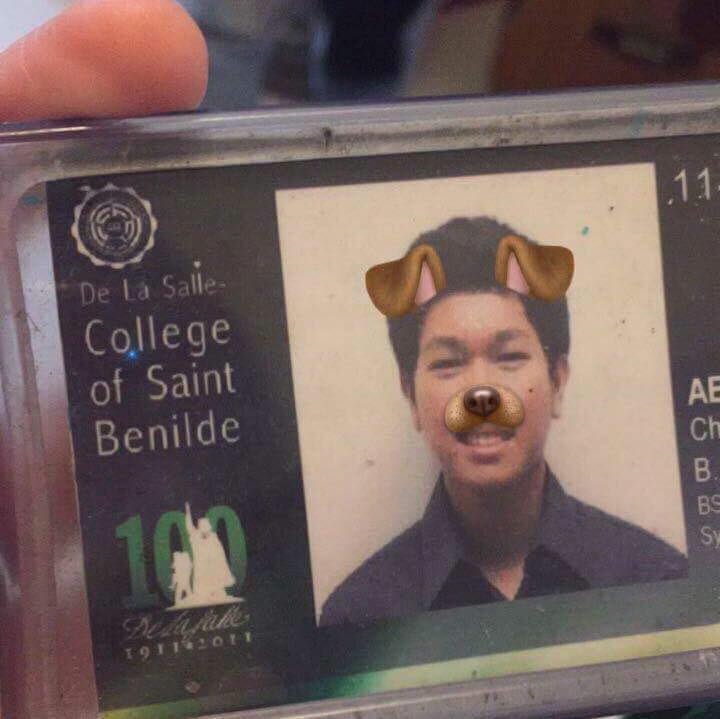 De La Salle-
College
of Saint
Benilde
100
De La Salle
1911•2011
11
AE
Ch
B.
BS
Sy